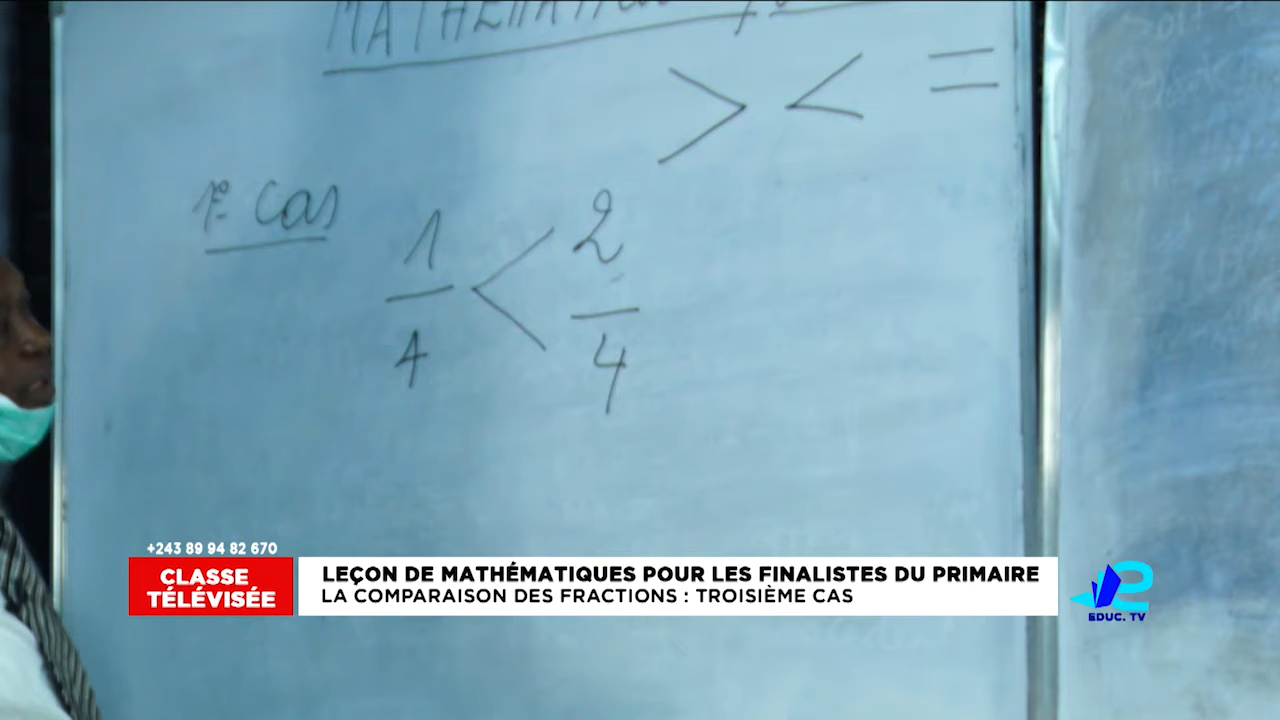 MATHÉMATIQUE
> < =
1e Cas
1/4 < 2/4
+243 89 94 82 670
CLASSE TÉLÉVISÉE
LEÇON DE MATHÉMATIQUES POUR LES FINALISTES DU PRIMAIRE
LA COMPARAISON DES FRACTIONS : TROISIÈME CAS
EDUC. TV